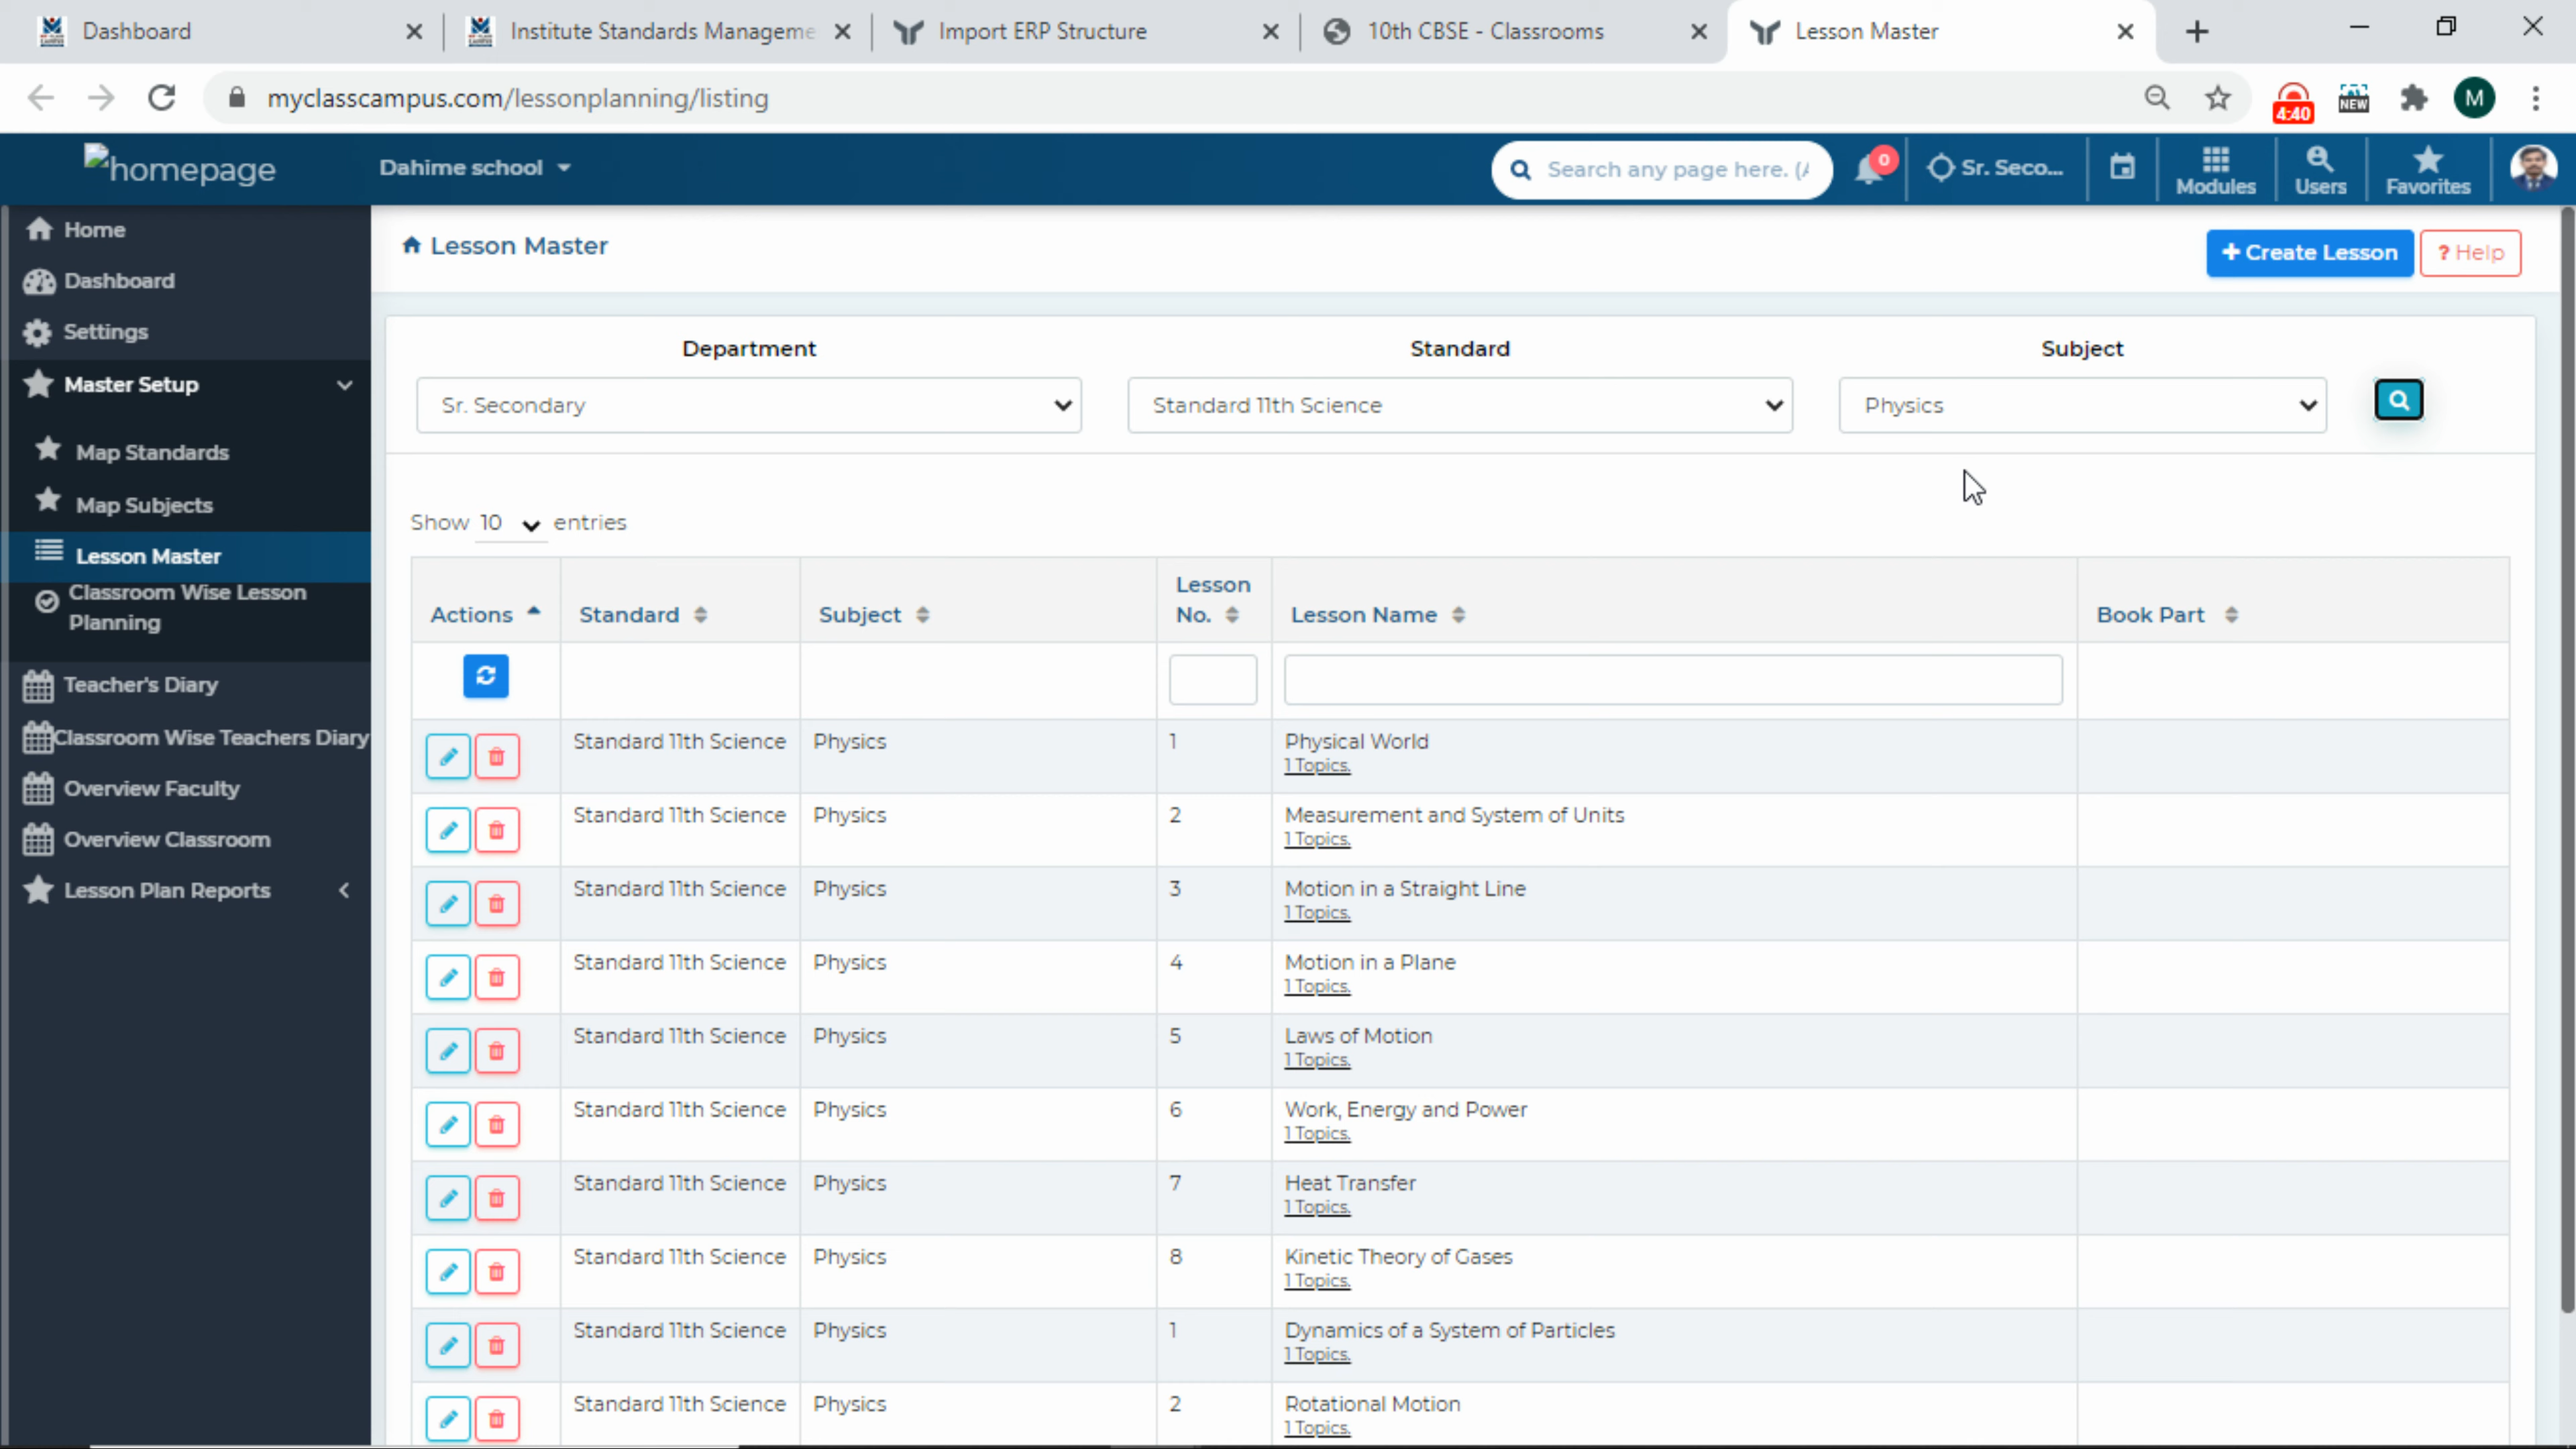 Dashboard
Institute Standards Manageme
Import ERP Structure
10th CBSE - Classrooms
Lesson Master
myclasscampus.com/lessonplanning/listing
4:40
NEW
M
homepage
Dahime school
Search any page here. (A
0
Sr. Seco...
Modules
Users
Favorites
Home
Dashboard
Settings
Master Setup
Map Standards
Map Subjects
Lesson Master
Classroom Wise Lesson
Planning
Teacher's Diary
Classroom Wise Teachers Diary
Overview Faculty
Overview Classroom
Lesson Plan Reports
Lesson Master
+ Create Lesson
? Help
Department
Standard
Subject
Sr. Secondary
Standard 11th Science
Physics
Show 10 entries
Actions
Standard
Subject
Lesson
No.
Lesson Name
Book Part
Standard 11th Science Physics 1 Physical World
1 Topics.
Standard 11th Science Physics 2 Measurement and System of Units
1 Topics.
Standard 11th Science Physics 3 Motion in a Straight Line
1 Topics.
Standard 11th Science Physics 4 Motion in a Plane
1 Topics.
Standard 11th Science Physics 5 Laws of Motion
1 Topics.
Standard 11th Science Physics 6 Work, Energy and Power
1 Topics.
Standard 11th Science Physics 7 Heat Transfer
1 Topics.
Standard 11th Science Physics 8 Kinetic Theory of Gases
1 Topics.
Standard 11th Science Physics 1 Dynamics of a System of Particles
1 Topics.
Standard 11th Science Physics 2 Rotational Motion
1 Topics.